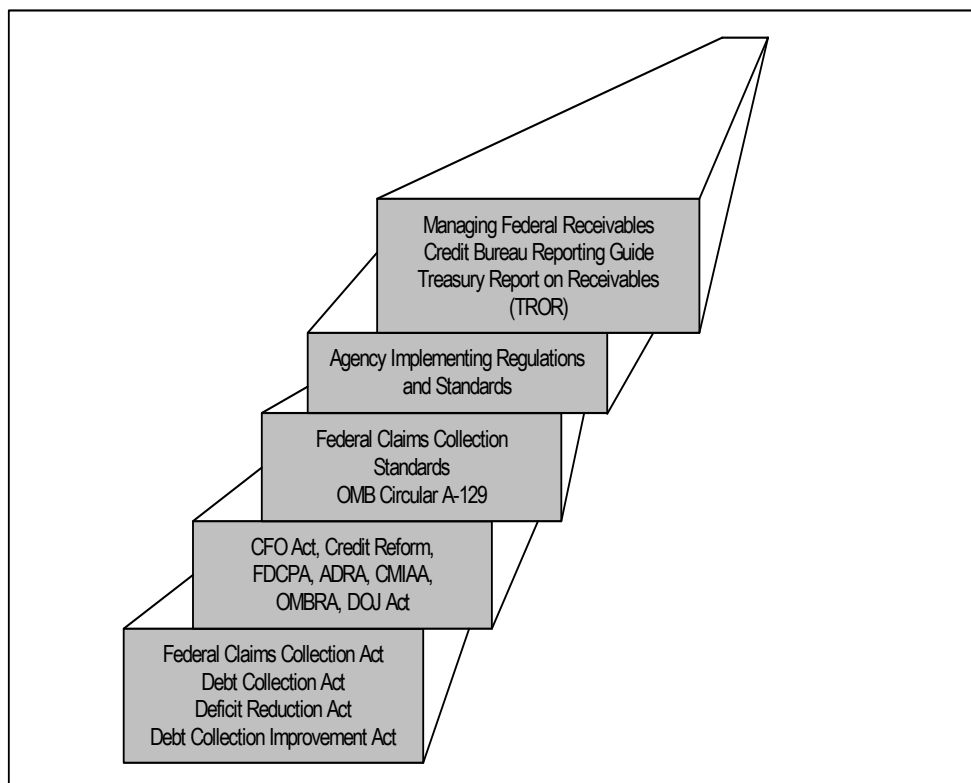 Managing Federal Receivables
Credit Bureau Reporting Guide
Treasury Report on Receivables
(TROR)
Agency Implementing Regulations
and Standards
Federal Claims Collection
Standards
OMB Circular A-129
CFO Act, Credit Reform,
FDCPA, ADRA, CMIAA,
OMBRA, DOJ Act
Federal Claims Collection Act
Debt Collection Act
Deficit Reduction Act
Debt Collection Improvement Act